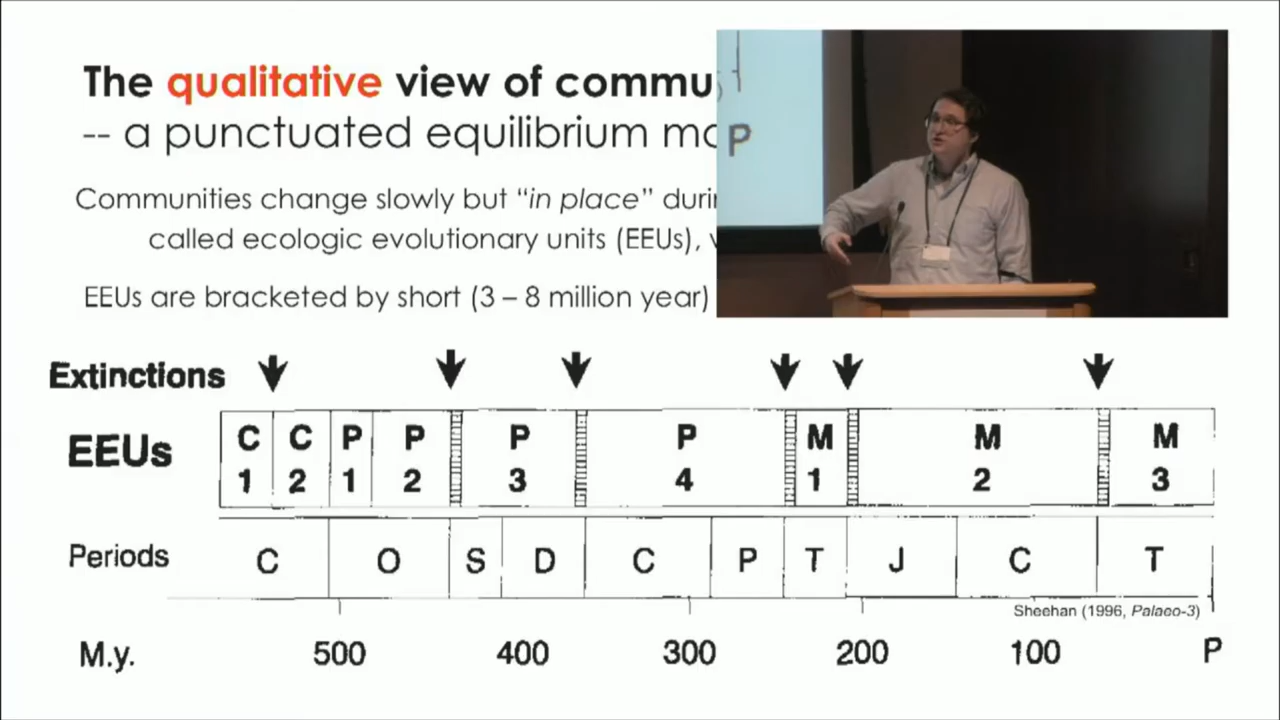 The qualitative view of commu
-- a punctuated equilibrium mo
Communities change slowly but “in place” duri
called ecologic evolutionary units (EEUs),
EEUs are bracketed by short (3 – 8 million year)
P
Extinctions
EEUs
C 1 C 2 P 1 P 2 P 3 P 4 M 1 M 2 M 3
Periods C O S D C P T J C T
Sheehan (1996, Palaeo-3)
M.y. 500 400 300 200 100 P